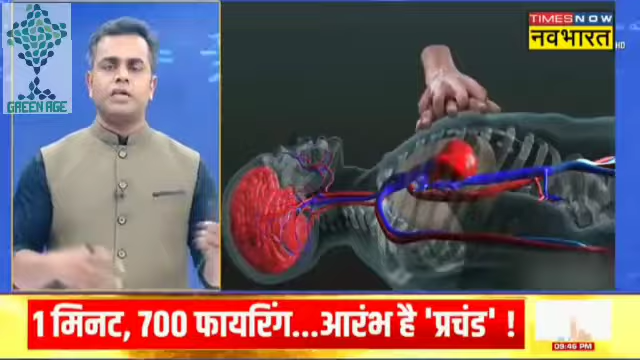 GREEN AGE
TIMES NOW
नवभारत
HD
1 मिनट, 700 फायरिंग...आरंभ है 'प्रचंड' !
09:46 PM